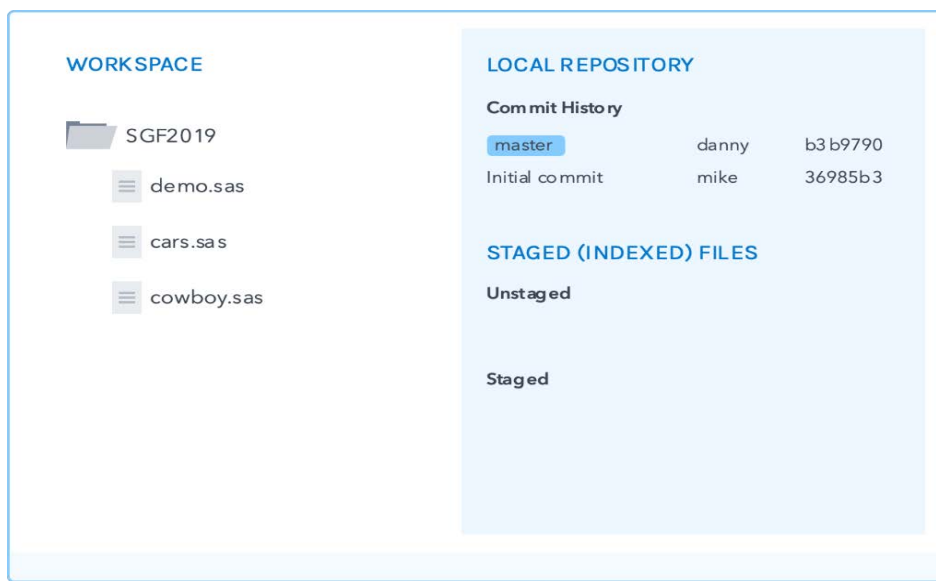 WORKSPACE
SGF2019
demo.sas
cars.sas
cowboy.sas
LOCAL REPOSITORY
Commit History
master danny b3b9790
Initial commit mike 36985b3
STAGED (INDEXED) FILES
Unstaged
Staged